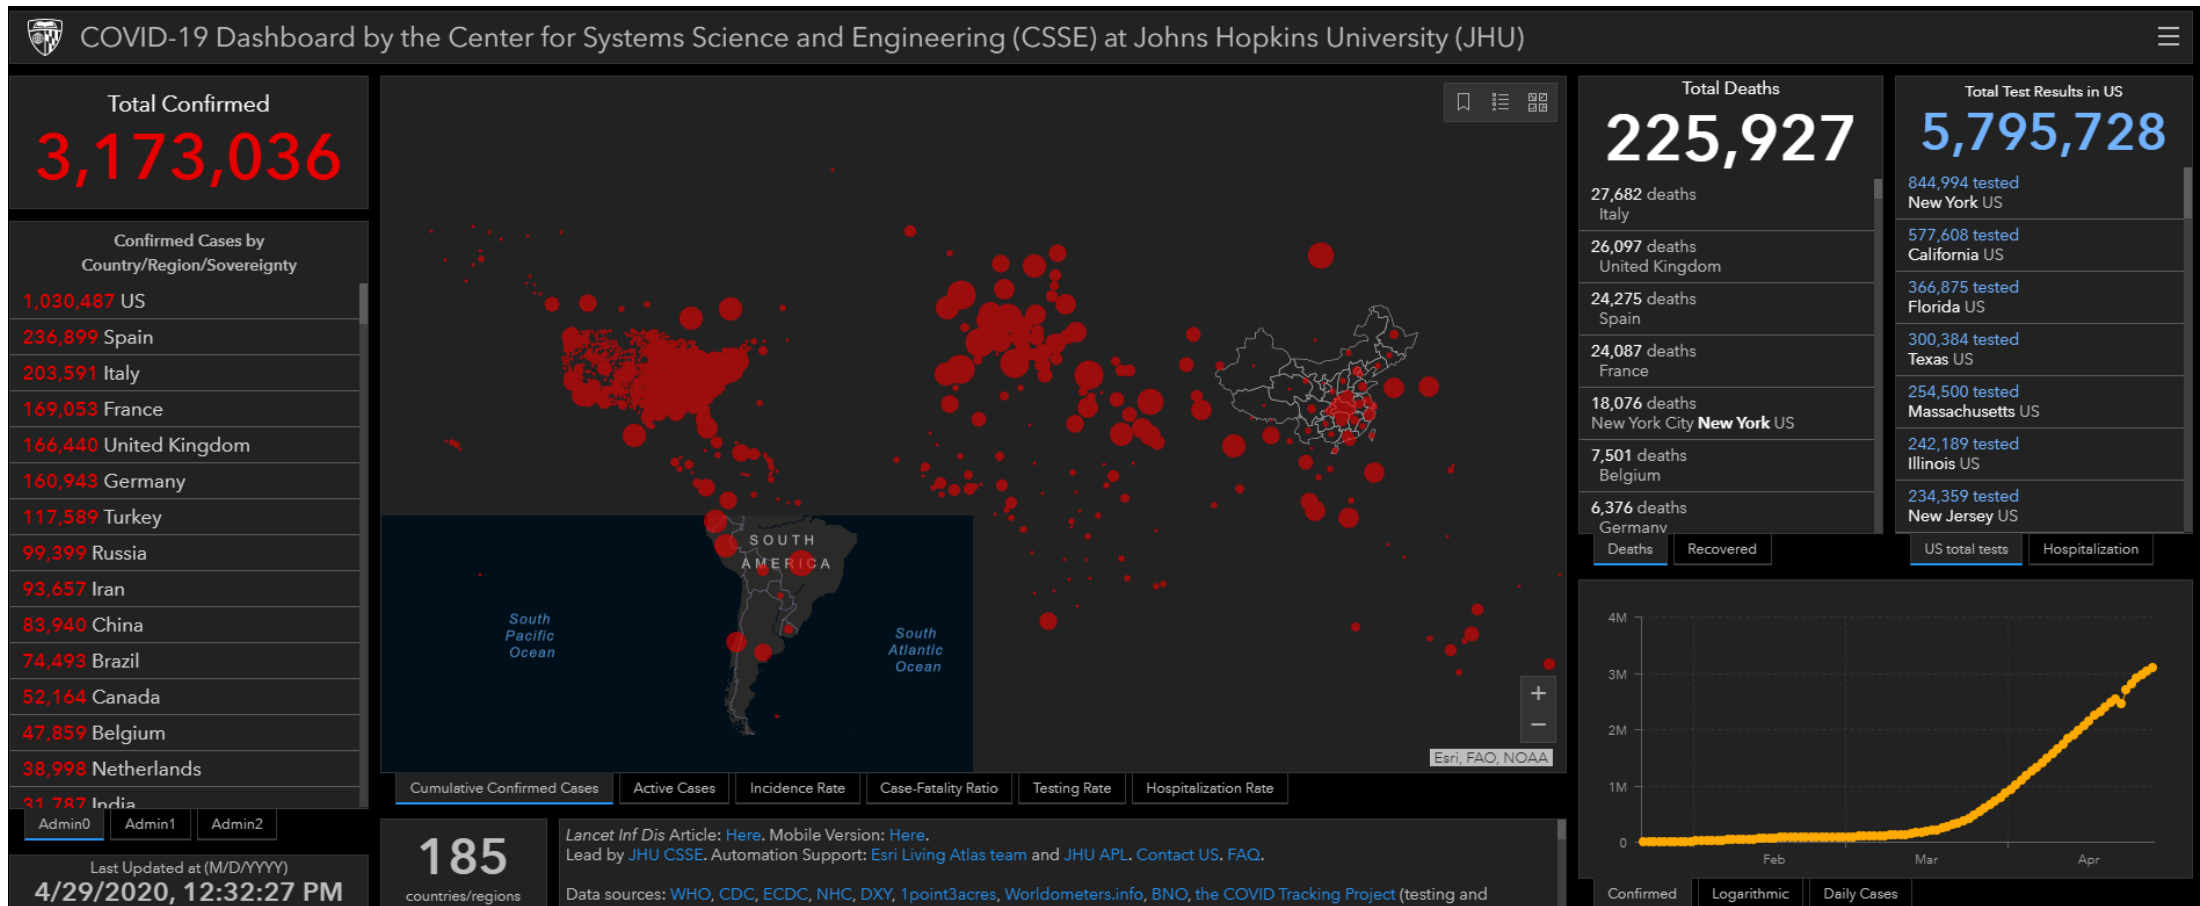 COVID-19 Dashboard by the Center for Systems Science and Engineering (CSSE) at Johns Hopkins University (JHU)
Total Confirmed
3,173,036
Confirmed Cases by
Country/Region/Sovereignty
1,030,487 US
236,899 Spain
203,591 Italy
169,053 France
166,440 United Kingdom
160,943 Germany
117,589 Turkey
99,399 Russia
93,657 Iran
83,940 China
74,493 Brazil
52,164 Canada
47,859 Belgium
38,998 Netherlands
31,787 India
Admin0
Admin1
Admin2
Last Updated at (M/D/YYYY)
4/29/2020, 12:32:27 PM
SOUTH
AMERICA
South
Pacific
Ocean
South
Atlantic
Ocean
+
−
Esri, FAO, NOAA
Cumulative Confirmed Cases
Active Cases
Incidence Rate
Case-Fatality Ratio
Testing Rate
Hospitalization Rate
185
countries/regions
Lancet Inf Dis Article: Here. Mobile Version: Here.
Lead by JHU CSSE. Automation Support: Esri Living Atlas team and JHU APL. Contact US. FAQ.
Data sources: WHO, CDC, ECDC, NHC, DXY, 1point3acres, Worldometers.info, BNO, the COVID Tracking Project (testing and
Total Deaths
225,927
27,682 deaths
Italy
26,097 deaths
United Kingdom
24,275 deaths
Spain
24,087 deaths
France
18,076 deaths
New York City New York US
7,501 deaths
Belgium
6,376 deaths
Germany
Deaths
Recovered
Total Test Results in US
5,795,728
844,994 tested
New York US
577,608 tested
California US
366,875 tested
Florida US
300,384 tested
Texas US
254,500 tested
Massachusetts US
242,189 tested
Illinois US
234,359 tested
New Jersey US
US total tests
Hospitalization
4M
3M
2M
1M
0
Feb
Mar
Apr
Confirmed
Logarithmic
Daily Cases